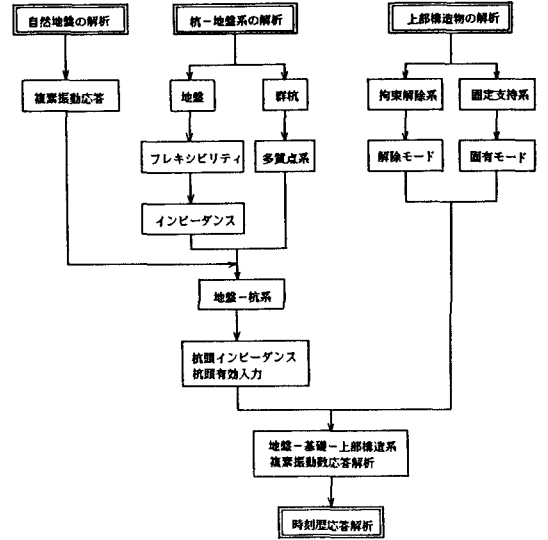 自然地盤の解析
杭－地盤系の解析
上部構造物の解析
複素振動応答
地盤
群杭
拘束解除系
固定支持系
フレキシビリティ
多質点系
解除モード
固有モード
インピーダンス
地盤－杭系
杭頭インピーダンス
杭頭有効入力
地盤－基礎－上部構造系
複素振動数応答解析
時刻歴応答解析